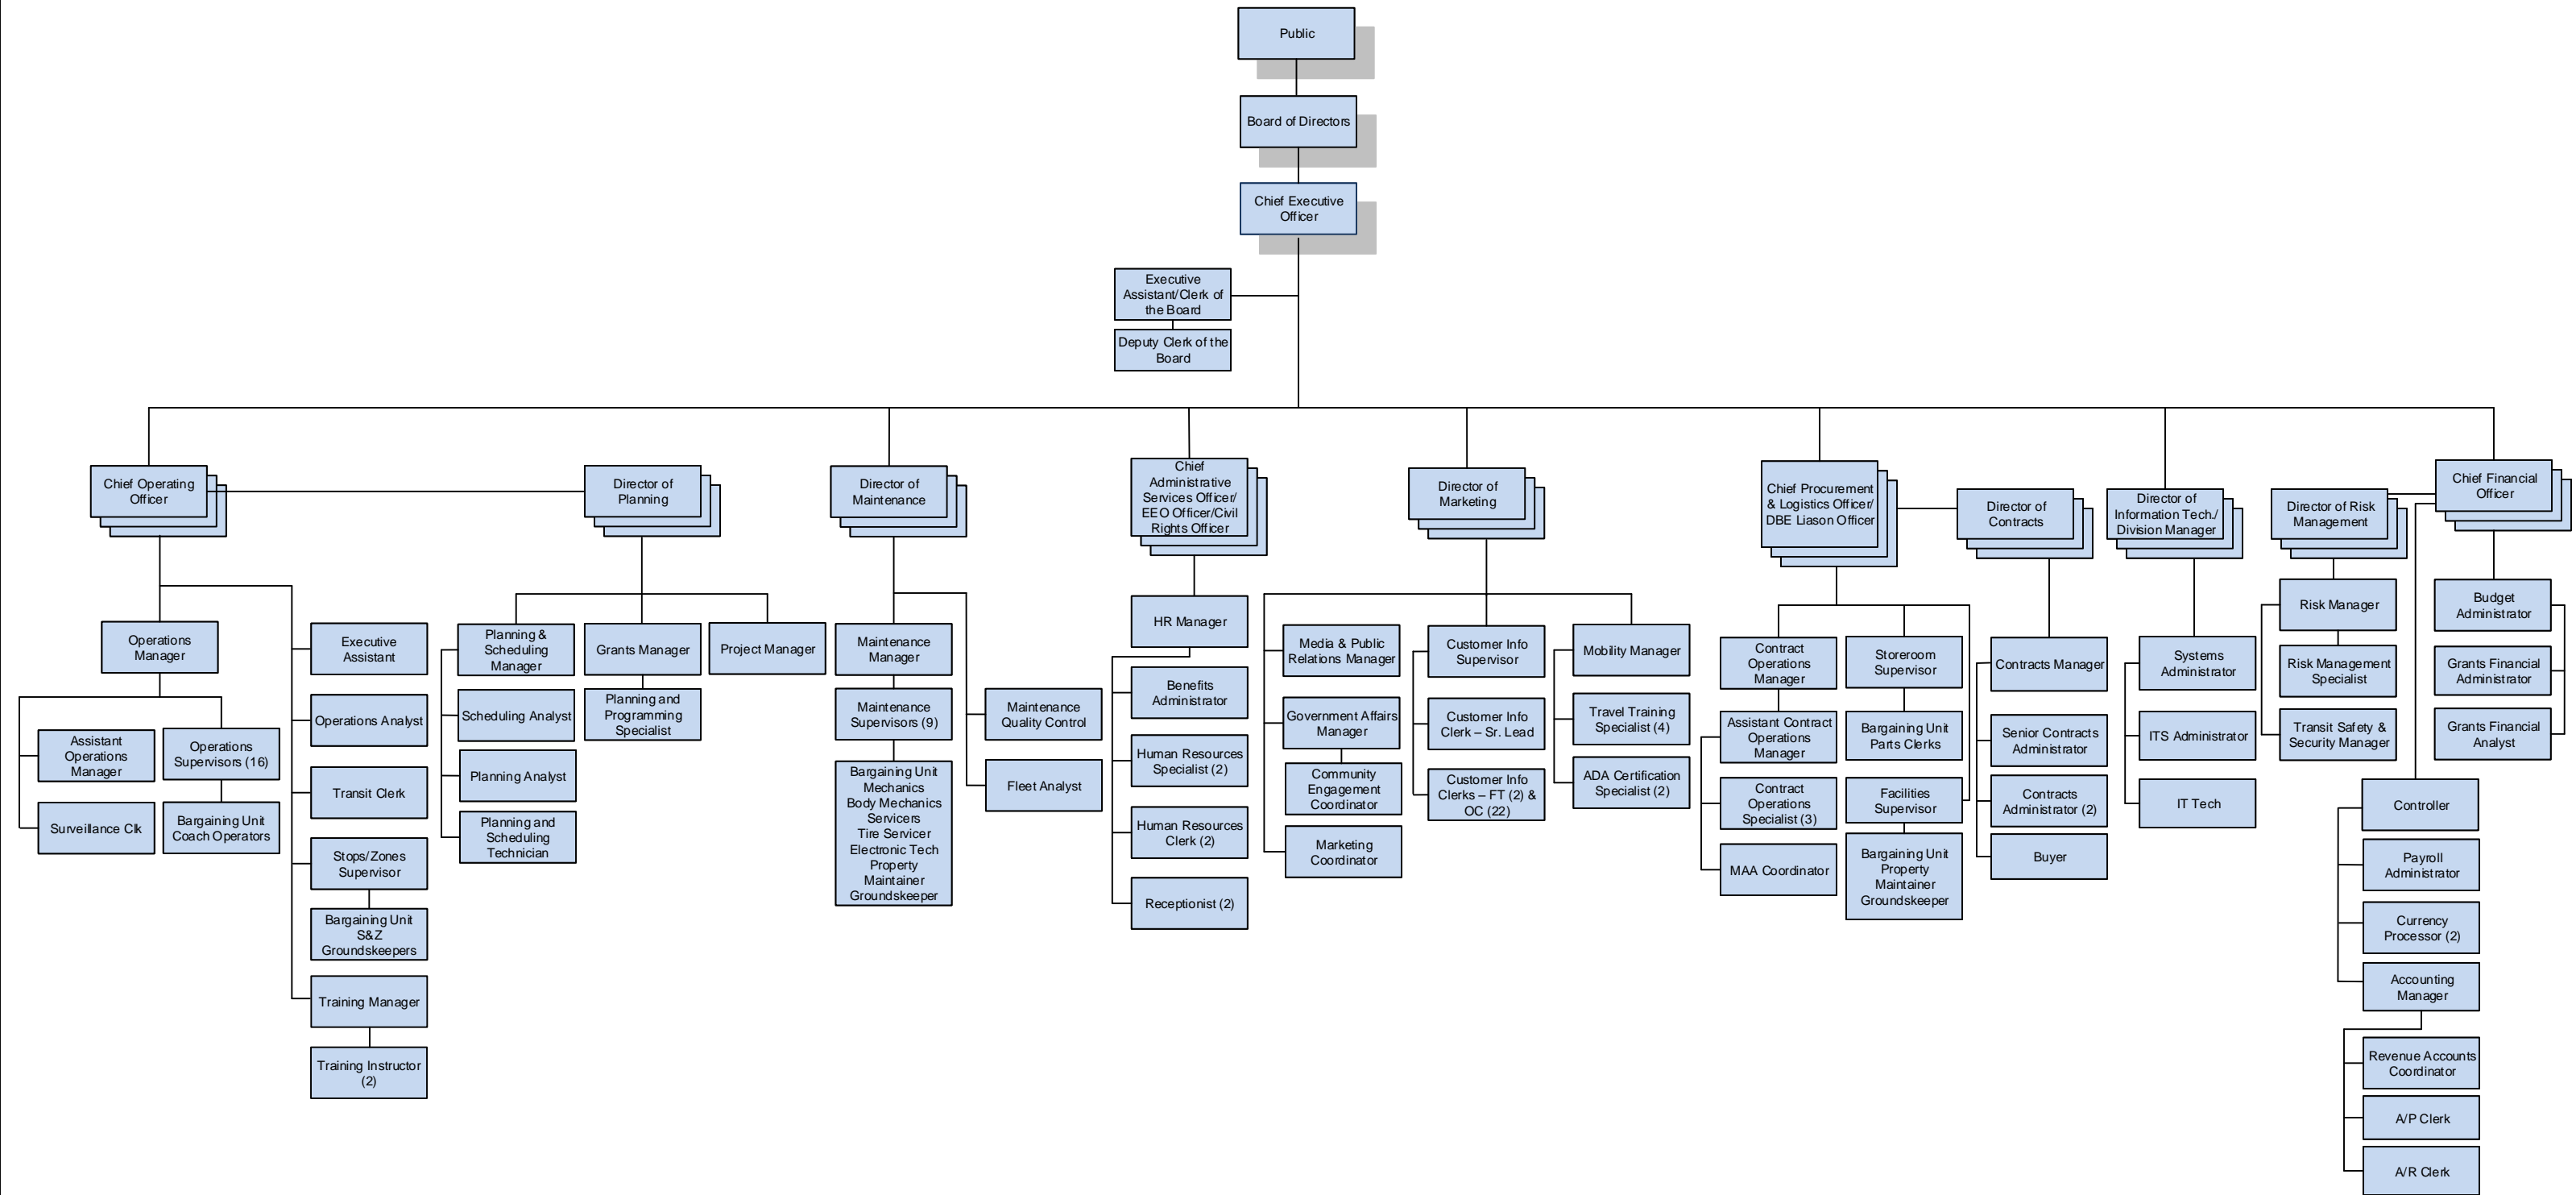 Public
Board of Directors
Chief Executive
Officer
Executive
Assistant/Clerk of
the Board
Deputy Clerk of the
Board
Chief Operating
Officer
Director of
Planning
Director of
Maintenance
Chief
Administrative
Services Officer/
EEO Officer/Civil
Rights Officer
Director of
Marketing
Chief Procurement
& Logistics Officer/
DBE Liason Officer
Director of
Contracts
Director of
Information Tech./
Division Manager
Director of Risk
Management
Chief Financial
Officer
Operations
Manager
Assistant
Operations
Manager
Surveillance Clk
Operations
Supervisors (16)
Bargaining Unit
Coach Operators
Executive
Assistant
Operations Analyst
Transit Clerk
Stops/Zones
Supervisor
Bargaining Unit
S&Z
Groundskeepers
Training Manager
Training Instructor
(2)
Planning &
Scheduling
Manager
Scheduling Analyst
Planning Analyst
Planning and
Scheduling
Technician
Grants Manager
Planning and
Programming
Specialist
Project Manager
Maintenance
Manager
Maintenance
Supervisors (9)
Bargaining Unit
Mechanics
Body Mechanics
Servicers
Tire Servicer
Electronic Tech
Property
Maintainer
Groundskeeper
Maintenance
Quality Control
Fleet Analyst
HR Manager
Benefits
Administrator
Human Resources
Specialist (2)
Human Resources
Clerk (2)
Receptionist (2)
Media & Public
Relations Manager
Government Affairs
Manager
Community
Engagement
Coordinator
Marketing
Coordinator
Customer Info
Supervisor
Customer Info
Clerk – Sr. Lead
Customer Info
Clerks – FT (2) &
OC (22)
Mobility Manager
Travel Training
Specialist (4)
ADA Certification
Specialist (2)
Contract
Operations
Manager
Assistant Contract
Operations
Manager
Contract
Operations
Specialist (3)
MAA Coordinator
Storeroom
Supervisor
Bargaining Unit
Parts Clerks
Facilities
Supervisor
Bargaining Unit
Property
Maintainer
Groundskeeper
Contracts Manager
Senior Contracts
Administrator
Contracts
Administrator (2)
Buyer
Systems
Administrator
ITS Administrator
IT Tech
Risk Manager
Risk Management
Specialist
Transit Safety &
Security Manager
Budget
Administrator
Grants Financial
Administrator
Grants Financial
Analyst
Controller
Payroll
Administrator
Currency
Processor (2)
Accounting
Manager
Revenue Accounts
Coordinator
A/P Clerk
A/R Clerk